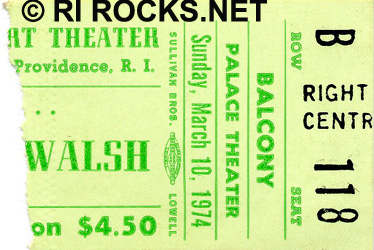 © RI ROCKS.NET
AT THEATER
Providence, R. I.
. .
WALSH
on $4.50
SULLIVAN BROS. LOWELL
Sunday, March 10, 1974
PALACE THEATER
BALCONY
ROW SEAT
B
RIGHT
CENTR
118